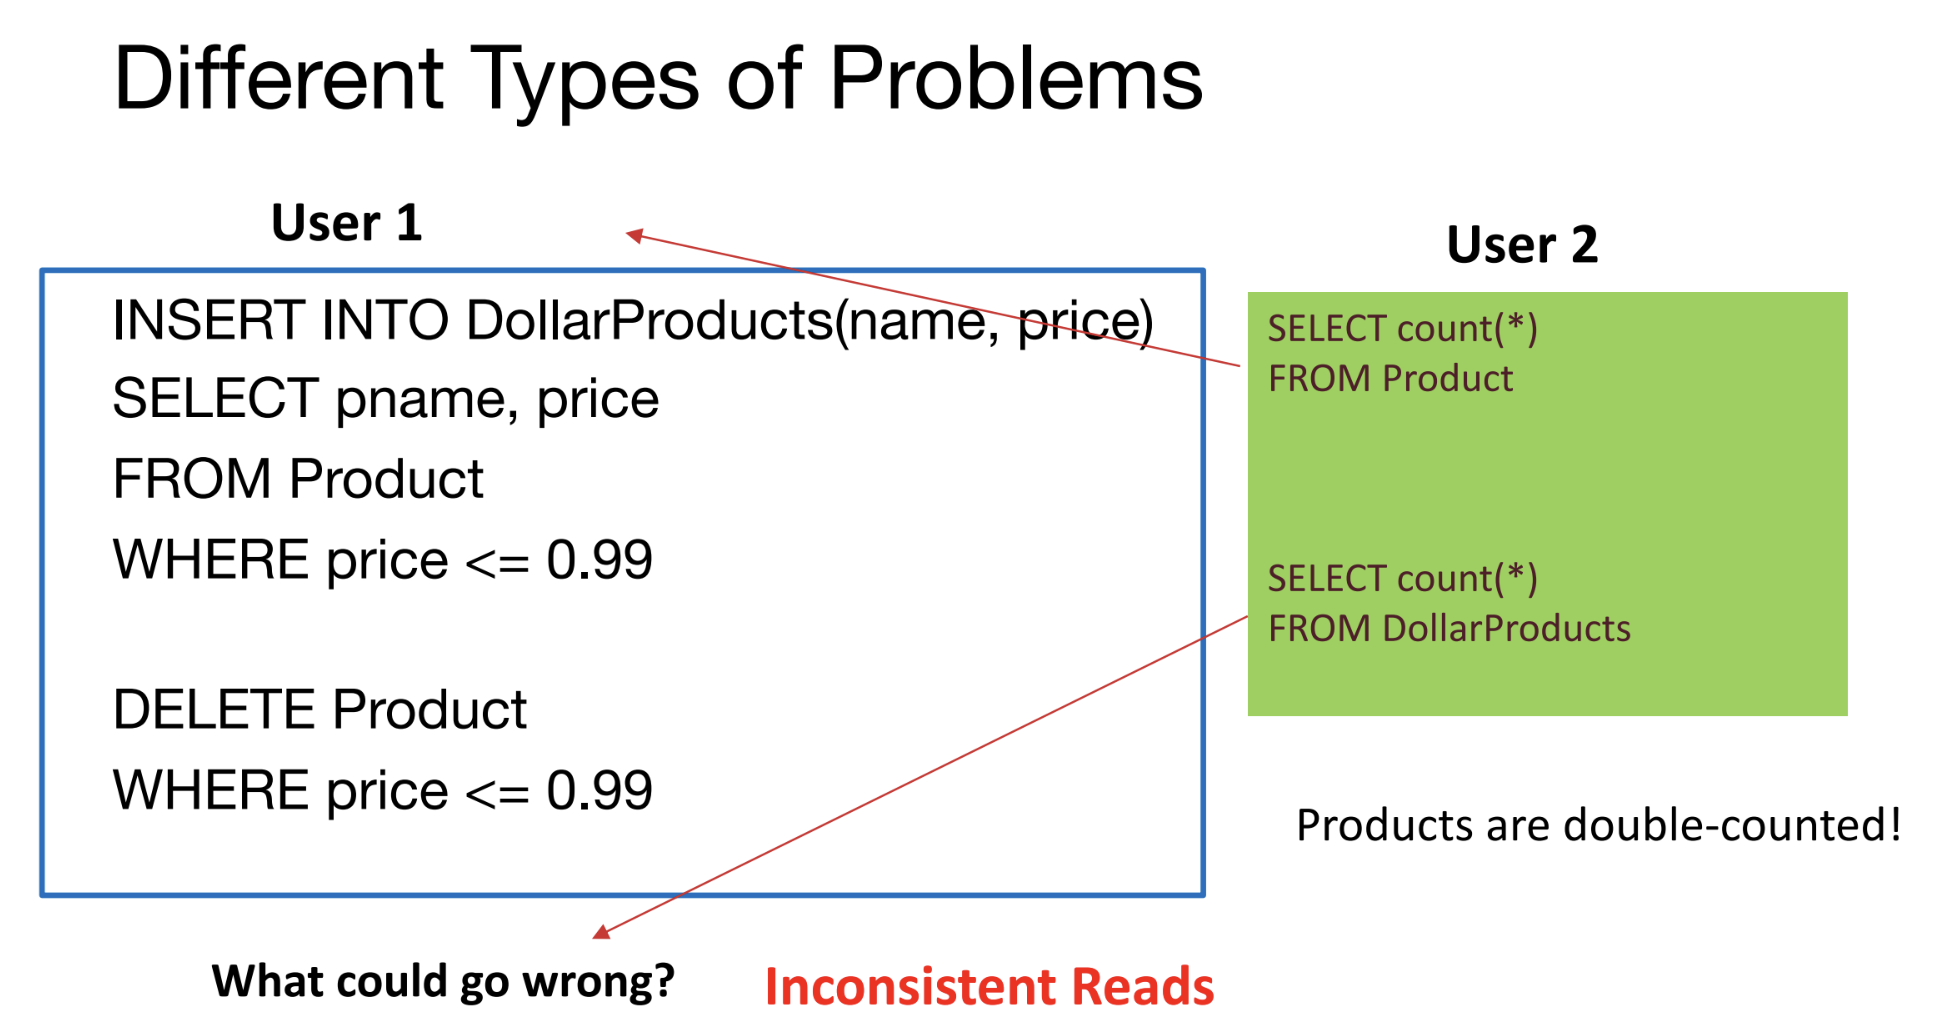 Different Types of Problems
User 1
INSERT INTO DollarProducts(name, price)
SELECT pname, price
FROM Product
WHERE price <= 0.99
DELETE Product
WHERE price <= 0.99
User 2
SELECT count(*)
FROM Product
SELECT count(*)
FROM DollarProducts
Products are double-counted!
What could go wrong?
Inconsistent Reads